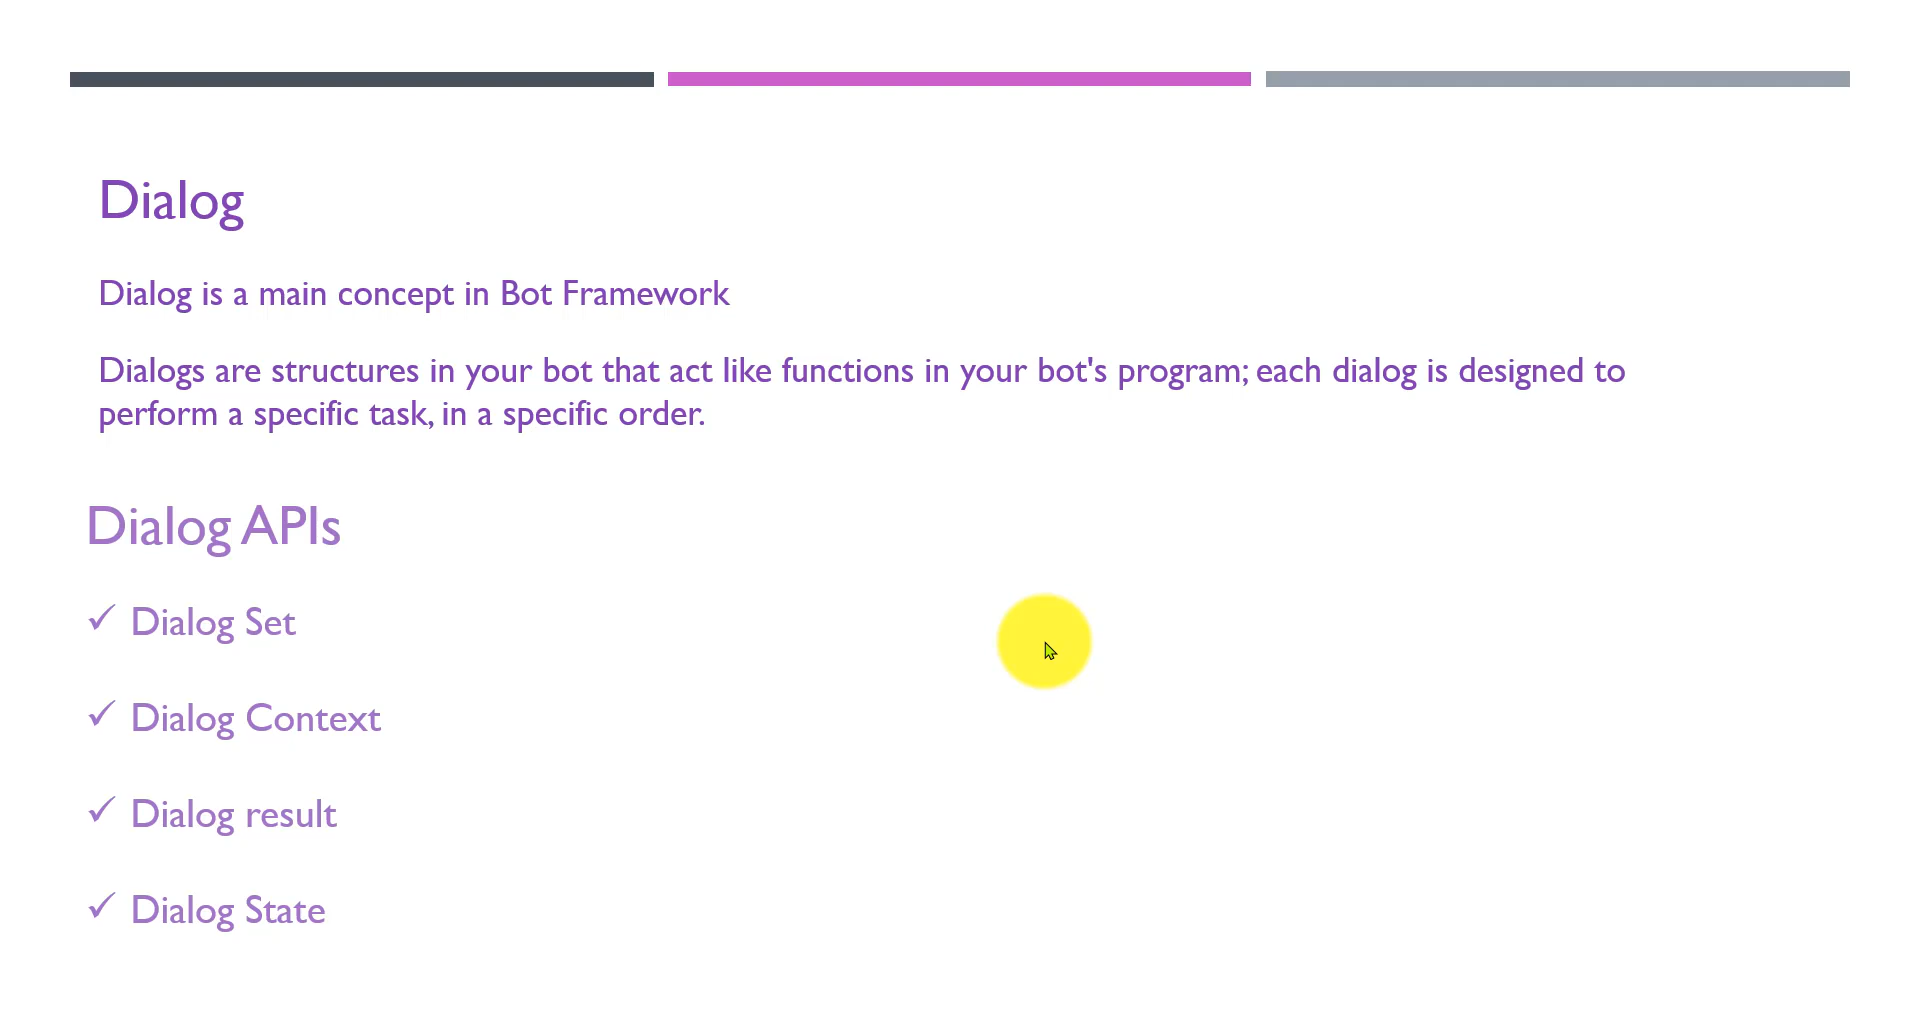 Dialog
Dialog is a main concept in Bot Framework
Dialogs are structures in your bot that act like functions in your bot's program; each dialog is designed to
perform a specific task, in a specific order.
Dialog APIs
✓ Dialog Set
✓ Dialog Context
✓ Dialog result
✓ Dialog State